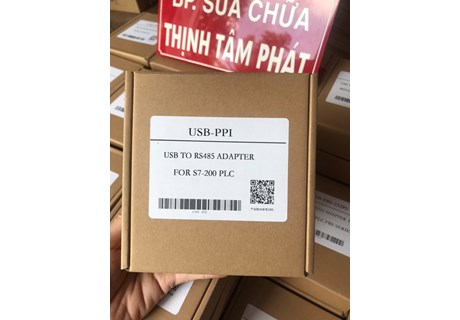 BP. SỬA CHỮA
THỊNH TÂM PHÁT
USB-PPI
USB TO RS485 ADAPTER
FOR S7-200 PLC